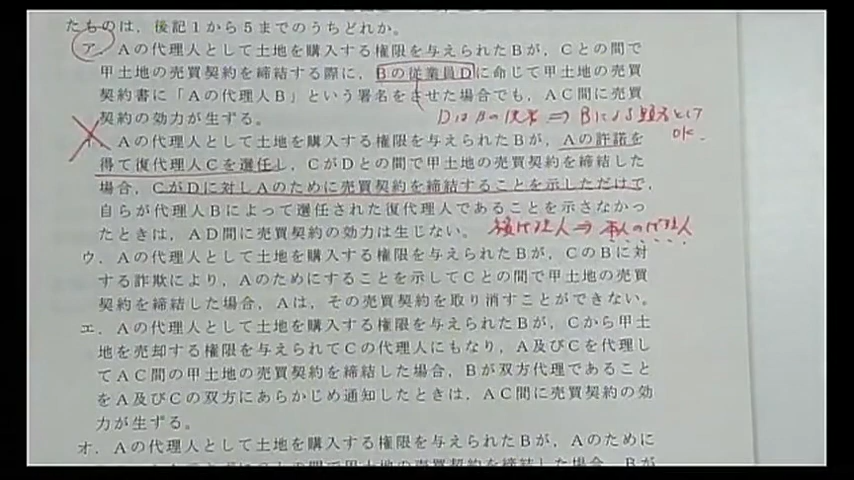 たものは，後記１から５までのうちどれか。
ア．Ａの代理人として土地を購入する権限を与えられたＢが，Ｃとの間で
甲土地の売買契約を締結する際に，Ｂの従業員Ｄに命じて甲土地の売買
契約書に「Ａの代理人Ｂ」という署名をさせた場合でも，ＡＣ間に売買
契約の効力が生ずる。
DはBの使者 ⇒ Bによる顕名として
OK.
Ａの代理人として土地を購入する権限を与えられたＢが，Ａの許諾を
得て復代理人Ｃを選任し，ＣがＤとの間で甲土地の売買契約を締結した
場合，ＣがＤに対しＡのために売買契約を締結することを示しただけで，
自らが代理人Ｂによって選任された復代理人であることを示さなかっ
たときは，ＡＤ間に売買契約の効力は生じない。 復代理人 ⇒ 本人の代理人
ウ．Ａの代理人として土地を購入する権限を与えられたＢが，ＣのＢに対
する詐欺により，Ａのためにすることを示してＣとの間で甲土地の売買
契約を締結した場合，Ａは，その売買契約を取り消すことができない。
エ．Ａの代理人として土地を購入する権限を与えられたＢが，Ｃから甲土
地を売却する権限を与えられてＣの代理人にもなり，Ａ及びＣを代理し
てＡＣ間の甲土地の売買契約を締結した場合，Ｂが双方代理であること
をＡ及びＣの双方にあらかじめ通知したときは，ＡＣ間に売買契約の効
力が生ずる。
オ．Ａの代理人として土地を購入する権限を与えられたＢが，Ａのために